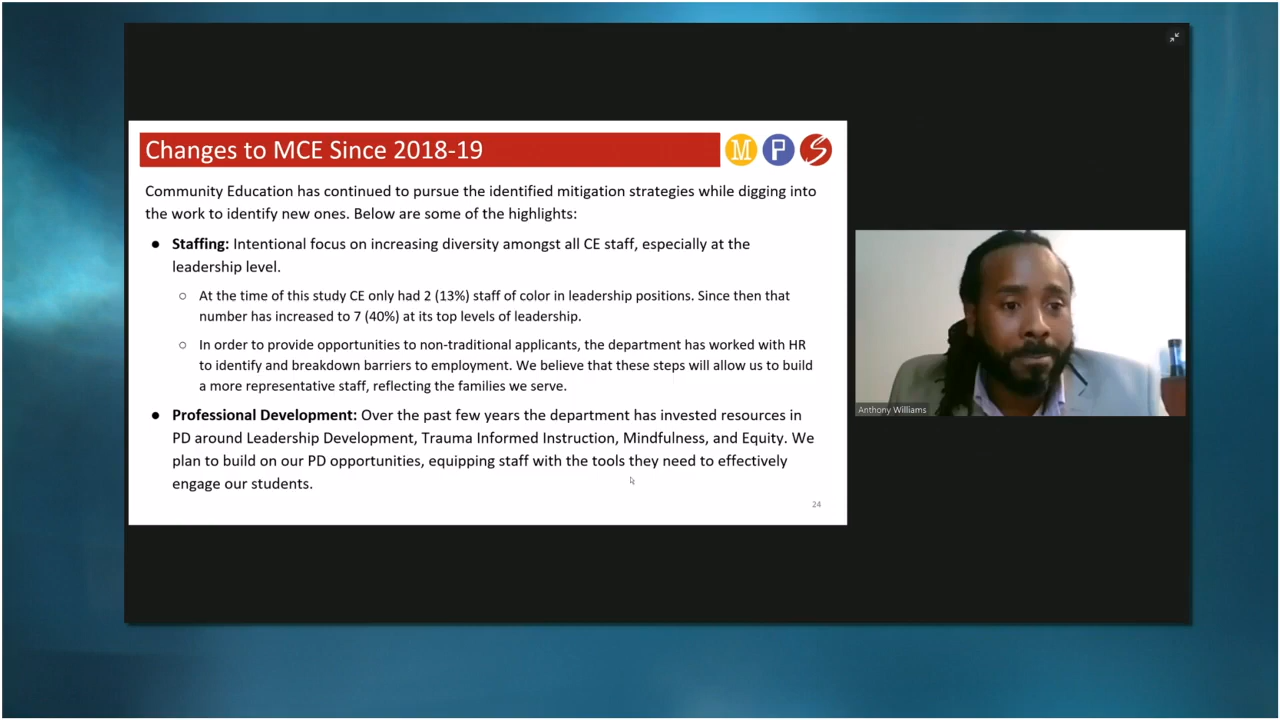 Changes to MCE Since 2018-19
M P S
Community Education has continued to pursue the identified mitigation strategies while digging into
the work to identify new ones. Below are some of the highlights:
● Staffing: Intentional focus on increasing diversity amongst all CE staff, especially at the
leadership level.
○ At the time of this study CE only had 2 (13%) staff of color in leadership positions. Since then that
number has increased to 7 (40%) at its top levels of leadership.
○ In order to provide opportunities to non-traditional applicants, the department has worked with HR
to identify and breakdown barriers to employment. We believe that these steps will allow us to build
a more representative staff, reflecting the families we serve.
● Professional Development: Over the past few years the department has invested resources in
PD around Leadership Development, Trauma Informed Instruction, Mindfulness, and Equity. We
plan to build on our PD opportunities, equipping staff with the tools they need to effectively
engage our students.
24
Anthony Williams